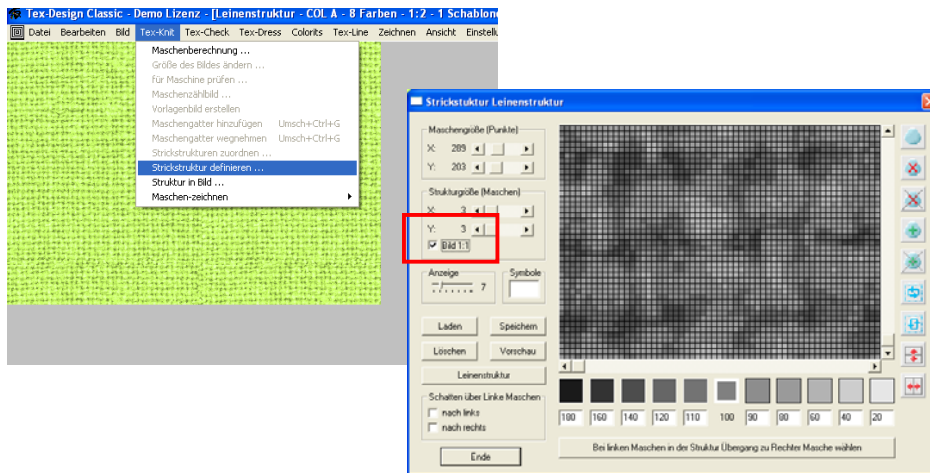 Tex-Design Classic - Demo Lizenz - [Leinenstruktur - COL A - 8 Farben - 1:2 - 1 Schablone
Datei Bearbeiten Bild Tex-Knit Tex-Check Tex-Dress Colorits Tex-Line Zeichnen Ansicht Einstellu
Maschenberechnung ...
Größe des Bildes ändern ...
für Maschine prüfen ...
Maschenzählbild ...
Vorlagenbild erstellen
Maschengatter hinzufügen Umsch+Ctrl+G
Maschengatter wegnehmen Umsch+Ctrl+G
Strickstrukturen zuordnen ...
Strickstruktur definieren ...
Struktur in Bild ...
Maschen-zeichnen
Strickstuktur Leinenstruktur
Maschengröße (Punkte)
X: 289
Y: 203
Strukturgröße (Maschen)
X: 3
Y: 3
Bild 1:1
Anzeige
7
Symbole
Laden Speichern
Löschen Vorschau
Leinenstruktur
Schatten über Linke Maschen
nach links
nach rechts
Ende
180 160 140 120 110 100 90 80 60 40 20
Bei linken Maschen in der Struktur Übergang zu Rechter Masche wählen